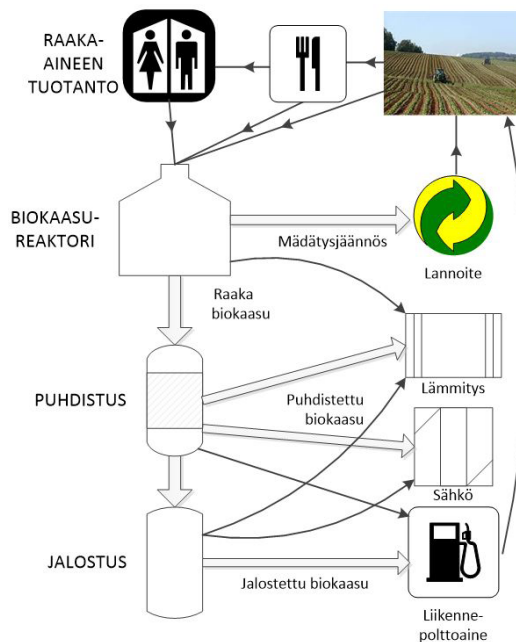 RAAKA-
AINEEN
TUOTANTO
BIOKAASU-
REAKTORI
Mädätysjäännös
Lannoite
Raaka
biokaasu
PUHDISTUS
Puhdistettu
biokaasu
Lämmitys
Sähkö
JALOSTUS
Jalostettu biokaasu
Liikenne-
polttoaine